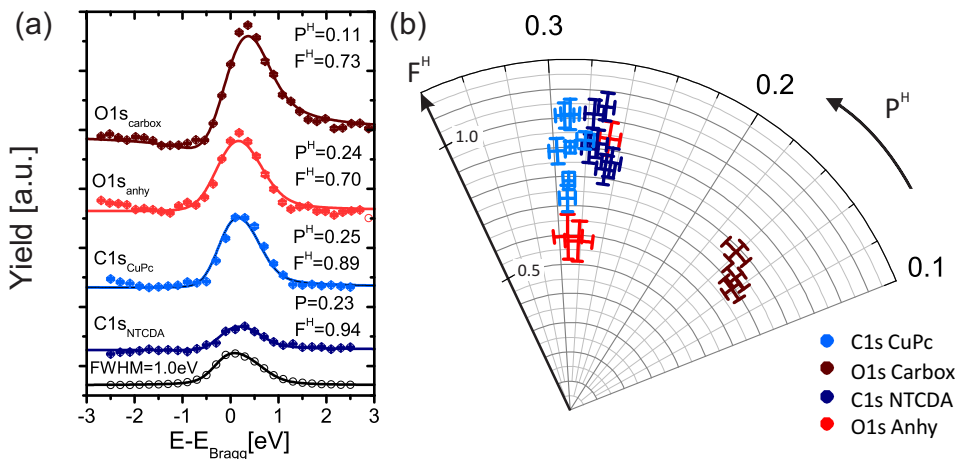 (a)
P^H=0.11
F^H=0.73
O1s_carbox
P^H=0.24
F^H=0.70
O1s_anhy
P^H=0.25
F^H=0.89
C1s_CuPc
P=0.23
F^H=0.94
C1s_NTCDA
FWHM=1.0eV
Yield [a.u.]
-3 -2 -1 0 1 2 3
E-E_Bragg[eV]
(b)
0.3
F^H
0.2
P^H
1.0
0.5
0.1
C1s CuPc
O1s Carbox
C1s NTCDA
O1s Anhy